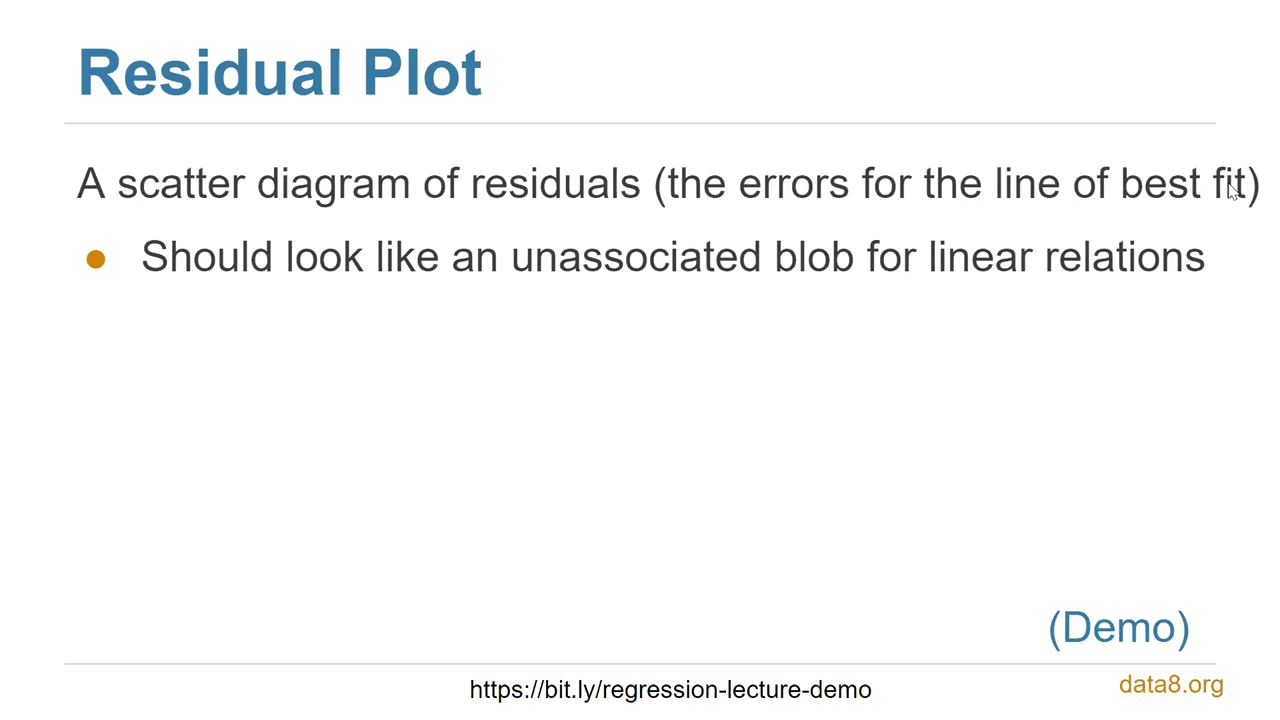 Residual Plot
A scatter diagram of residuals (the errors for the line of best fit)
● Should look like an unassociated blob for linear relations
(Demo)
https://bit.ly/regression-lecture-demo
data8.org